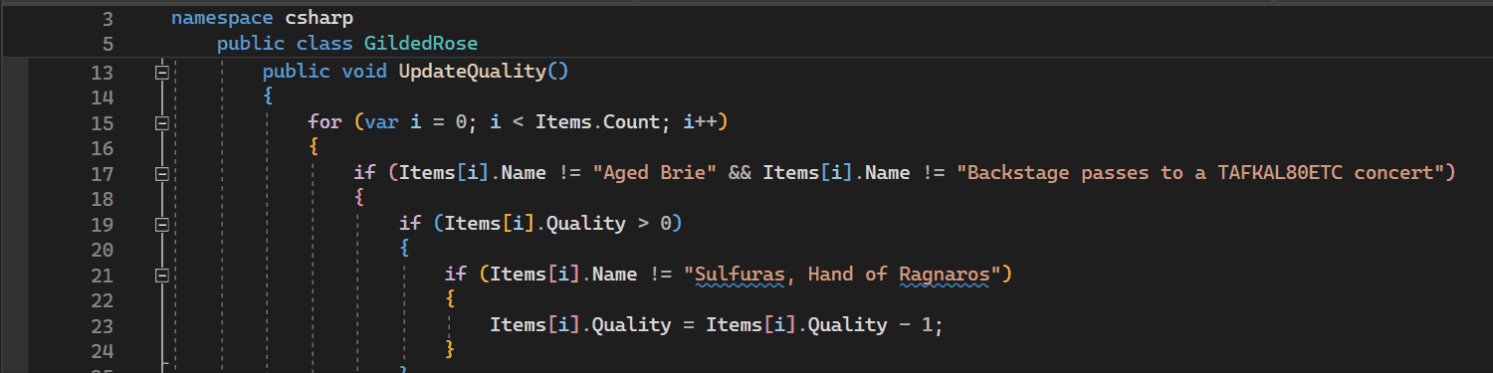 3 namespace csharp
5 public class GildedRose
13 public void UpdateQuality()
14 {
15 for (var i = 0; i < Items.Count; i++)
16 {
17 if (Items[i].Name != "Aged Brie" && Items[i].Name != "Backstage passes to a TAFKAL80ETC concert")
18 {
19 if (Items[i].Quality > 0)
20 {
21 if (Items[i].Name != "Sulfuras, Hand of Ragnaros")
22 {
23 Items[i].Quality = Items[i].Quality - 1;
24 }